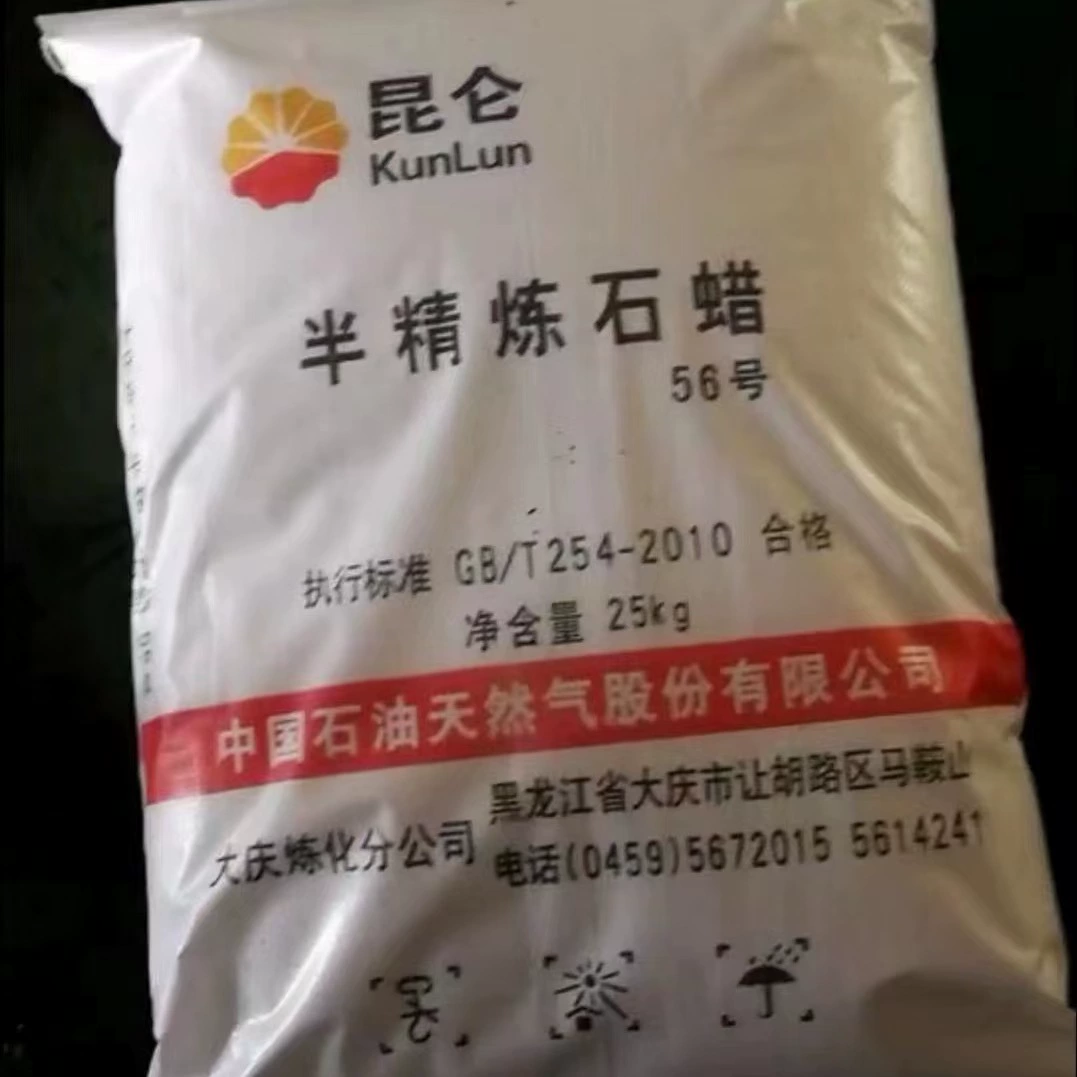 昆仑
KunLun
半精炼石蜡
56号
执行标准 GB/T254-2010 合格
净含量 25kg
中国石油天然气股份有限公司
大庆炼化分公司
黑龙江省大庆市让胡路区马鞍山
电话(0459)5672015 5614241